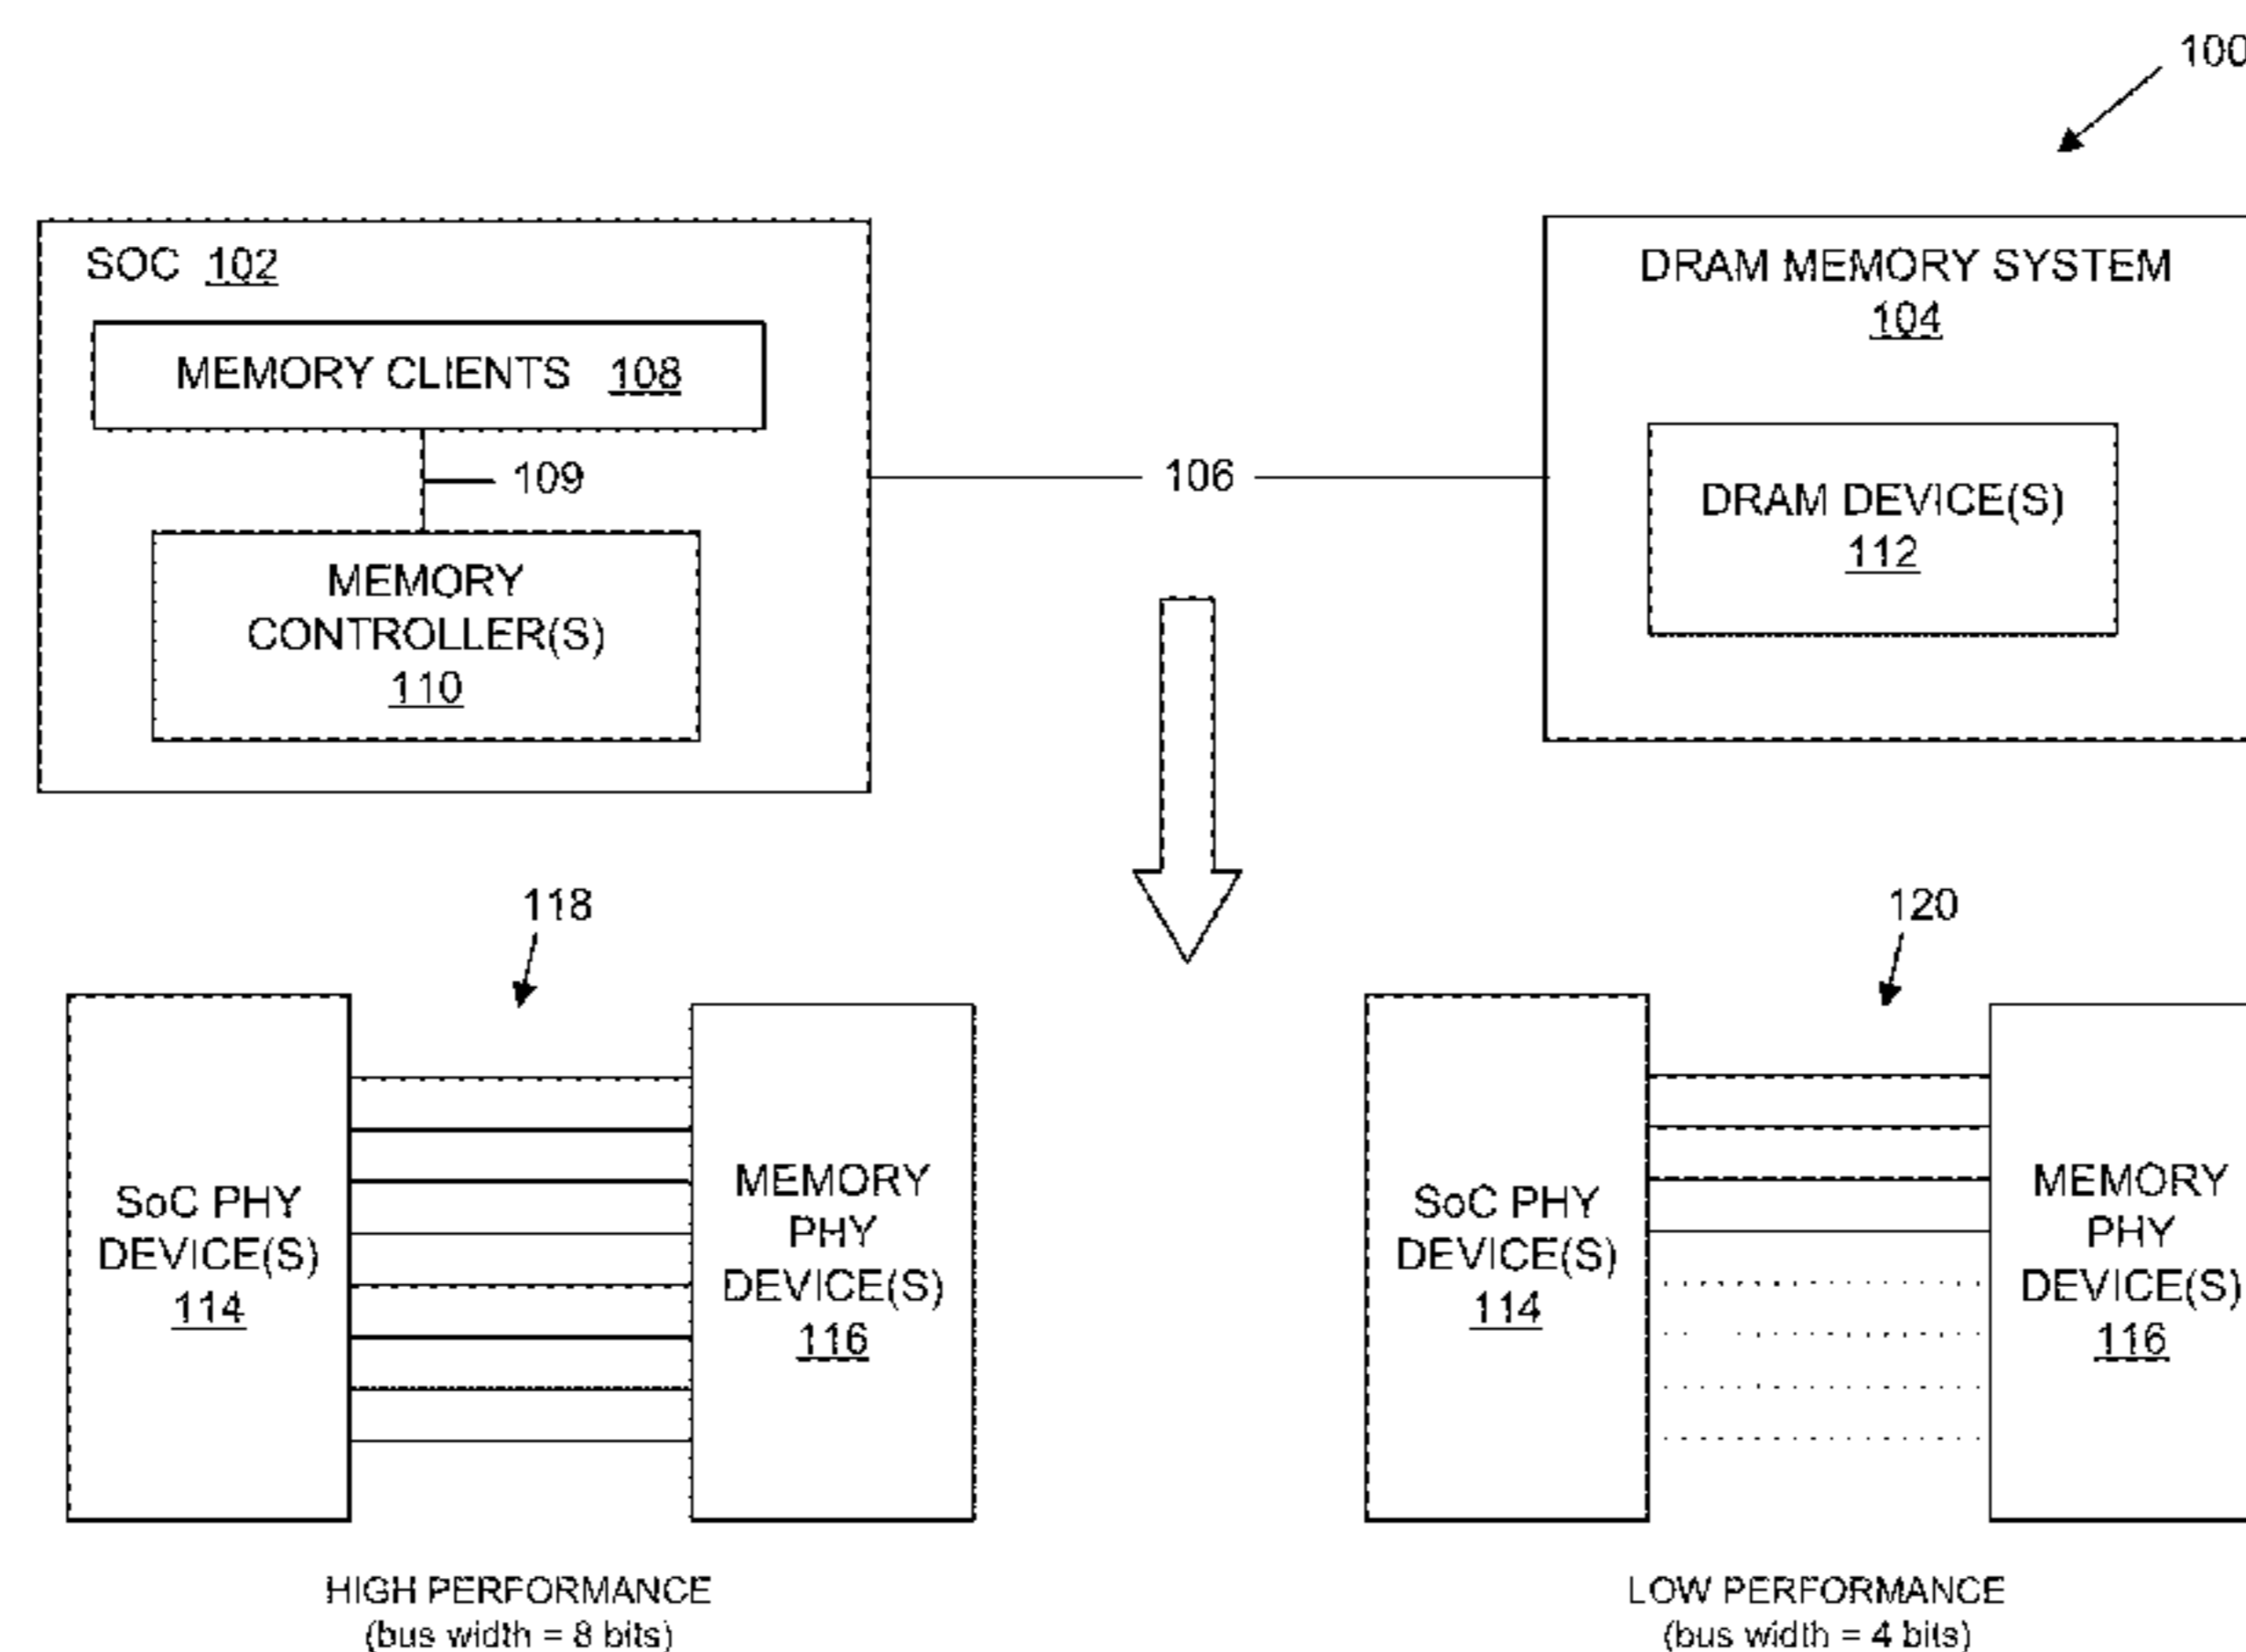 100
SOC 102
MEMORY CLIENTS 108
109
MEMORY
CONTROLLER(S)
110
106
DRAM MEMORY SYSTEM
104
DRAM DEVICE(S)
112
118
SoC PHY
DEVICE(S)
114
MEMORY
PHY
DEVICE(S)
116
HIGH PERFORMANCE
(bus width = 8 bits)
120
SoC PHY
DEVICE(S)
114
MEMORY
PHY
DEVICE(S)
116
LOW PERFORMANCE
(bus width = 4 bits)